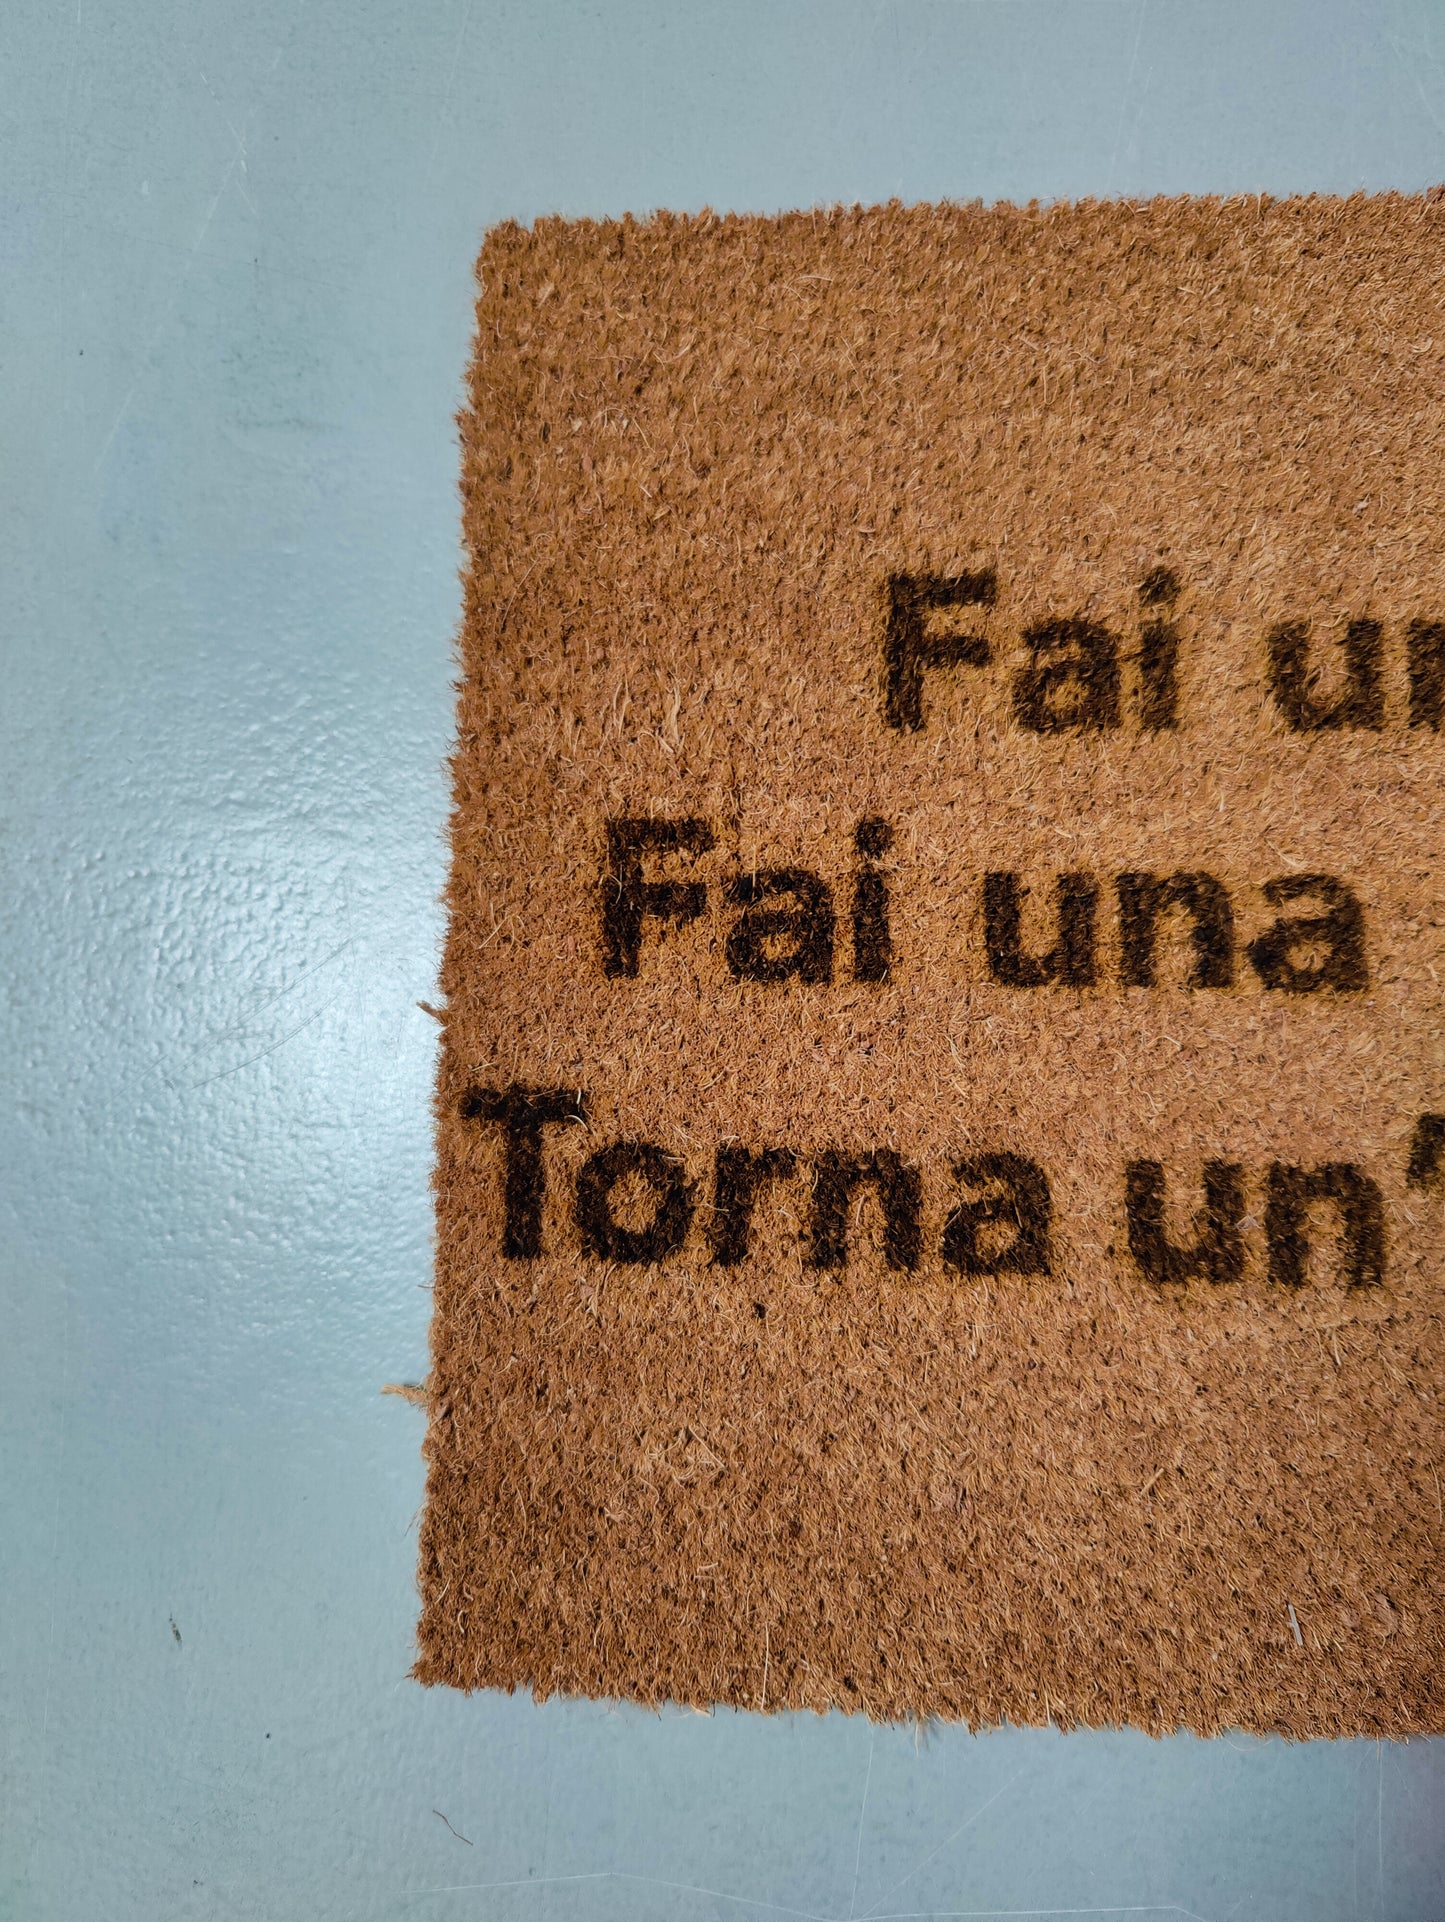 Fai un
Fai una
Torna un'